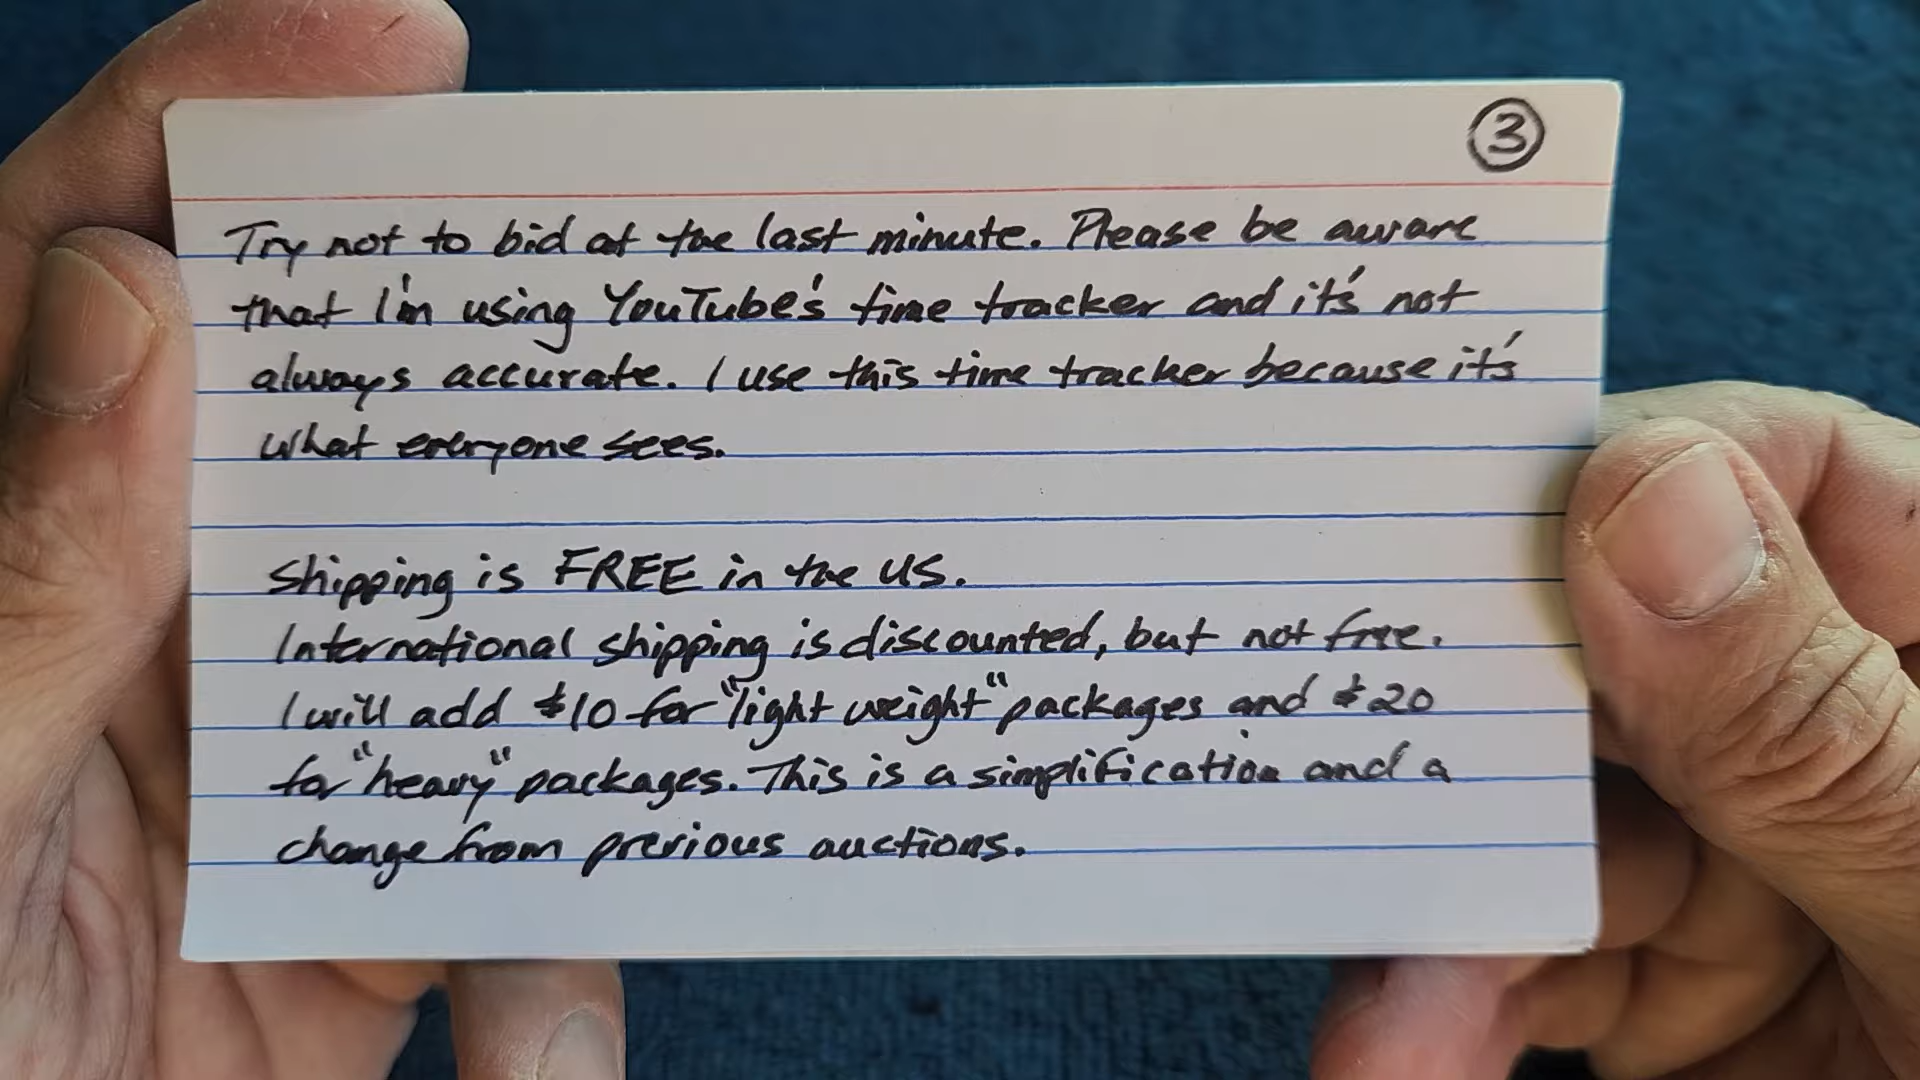 3
Try not to bid at the last minute. Please be aware
that I'm using YouTube's time tracker and it's not
always accurate. I use this time tracker because it's
what everyone sees.
Shipping is FREE in the US.
International shipping is discounted, but not free.
I will add $10 for "light weight" packages and $20
for "heavy" packages. This is a simplification and a
change from previous auctions.